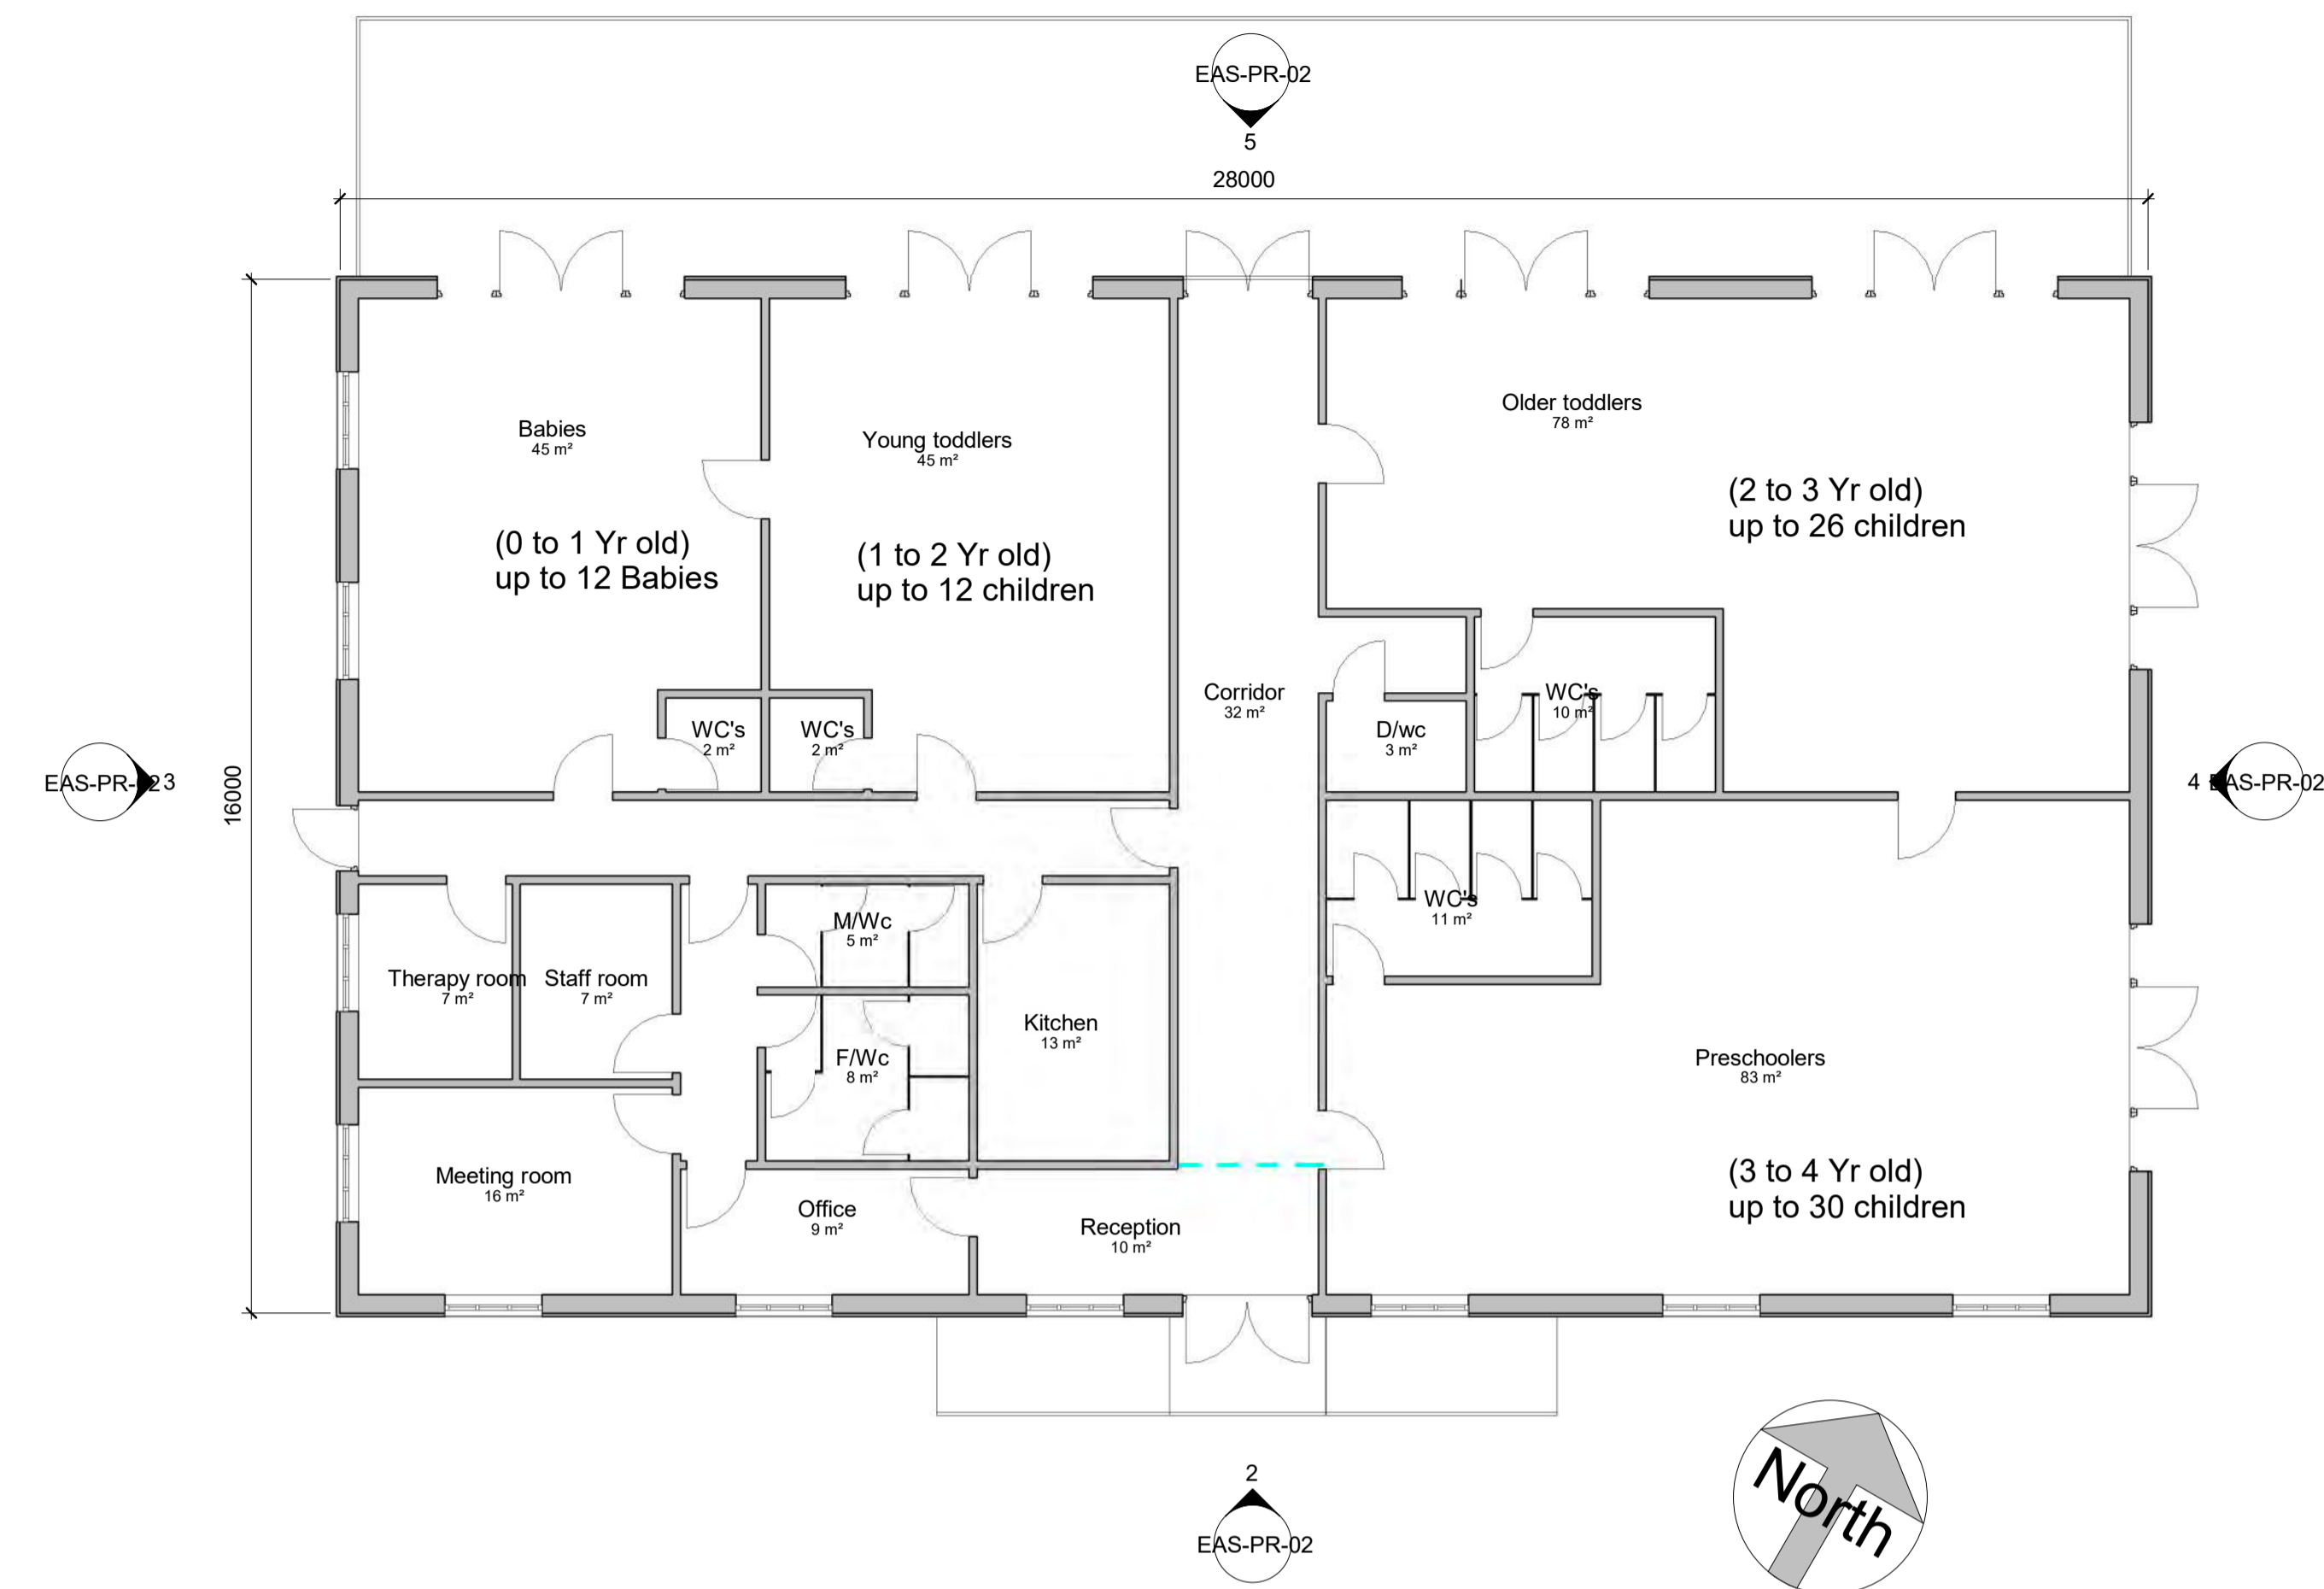 EAS-PR-02
5
28000
Older toddlers
78 m²
Babies
45 m²
Young toddlers
45 m²
(2 to 3 Yr old)
up to 26 children
(0 to 1 Yr old)
up to 12 Babies
(1 to 2 Yr old)
up to 12 children
Corridor
32 m²
WC's
10 m²
WC's
2 m²
WC's
2 m²
D/wc
3 m²
EAS-PR-02
3
16000
4
EAS-PR-02
WC's
11 m²
M/Wc
5 m²
Therapy room
7 m²
Staff room
7 m²
Kitchen
13 m²
F/Wc
8 m²
Preschoolers
83 m²
Meeting room
16 m²
(3 to 4 Yr old)
up to 30 children
Office
9 m²
Reception
10 m²
2
EAS-PR-02
North